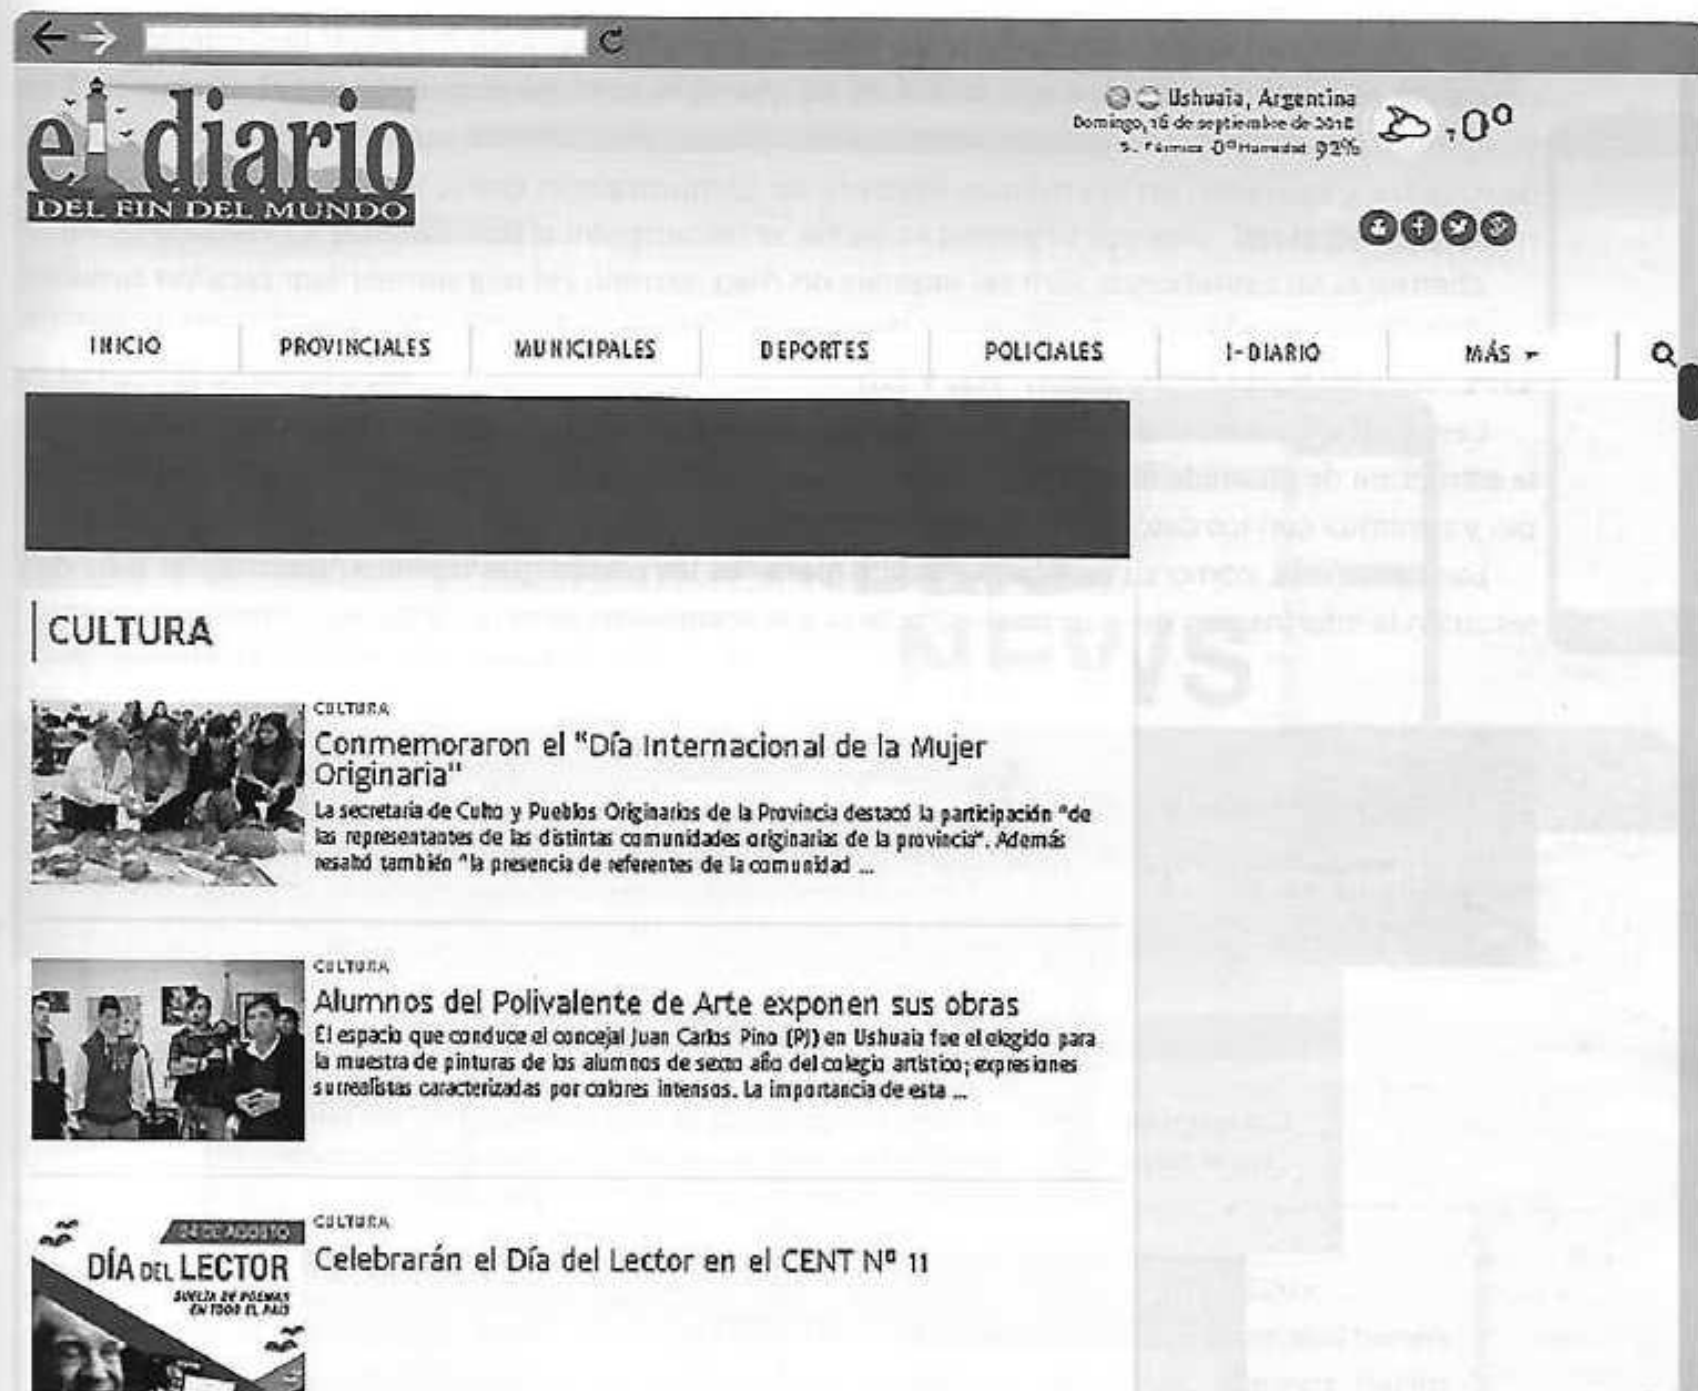 el diario
DEL FIN DEL MUNDO
Ushuaia, Argentina
Domingo, 16 de septiembre de 2018
S. Térmica -0º Humedad 92%
-0º
INICIO
PROVINCIALES
MUNICIPALES
DEPORTES
POLICIALES
I-DIARIO
MÁS
CULTURA
CULTURA
Conmemoraron el "Día Internacional de la Mujer
Originaria"
La secretaria de Culto y Pueblos Originarios de la Provincia destacó la participación "de
las representantes de las distintas comunidades originarias de la provincia". Además
resaltó también "la presencia de referentes de la comunidad ...
CULTURA
Alumnos del Polivalente de Arte exponen sus obras
El espacio que conduce el concejal Juan Carlos Pino (PJ) en Ushuaia fue el elegido para
la muestra de pinturas de los alumnos de sexto año del colegio artístico; expresiones
surrealistas caracterizadas por colores intensos. La importancia de esta ...
24 DE AGOSTO
DÍA DEL LECTOR
SUELTA DE POEMAS
EN TODO EL PAÍS
CULTURA
Celebrarán el Día del Lector en el CENT Nº 11